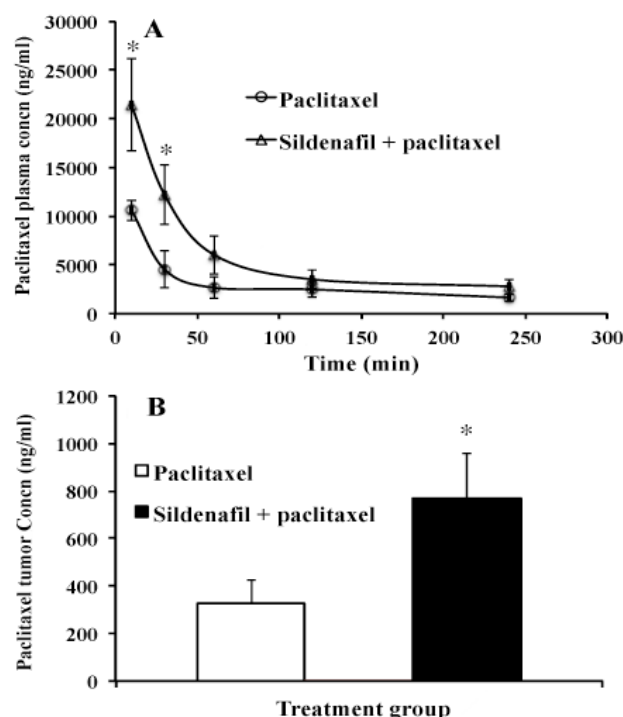 A
Paclitaxel plasma concn (ng/ml)
30000
25000
20000
15000
10000
5000
0
*
*
Paclitaxel
Sildenafil + paclitaxel
0 50 100 150 200 250 300
Time (min)
B
Paclitaxel tumor Concn (ng/ml)
1200
1000
800
600
400
200
0
Paclitaxel
Sildenafil + paclitaxel
*
Treatment group